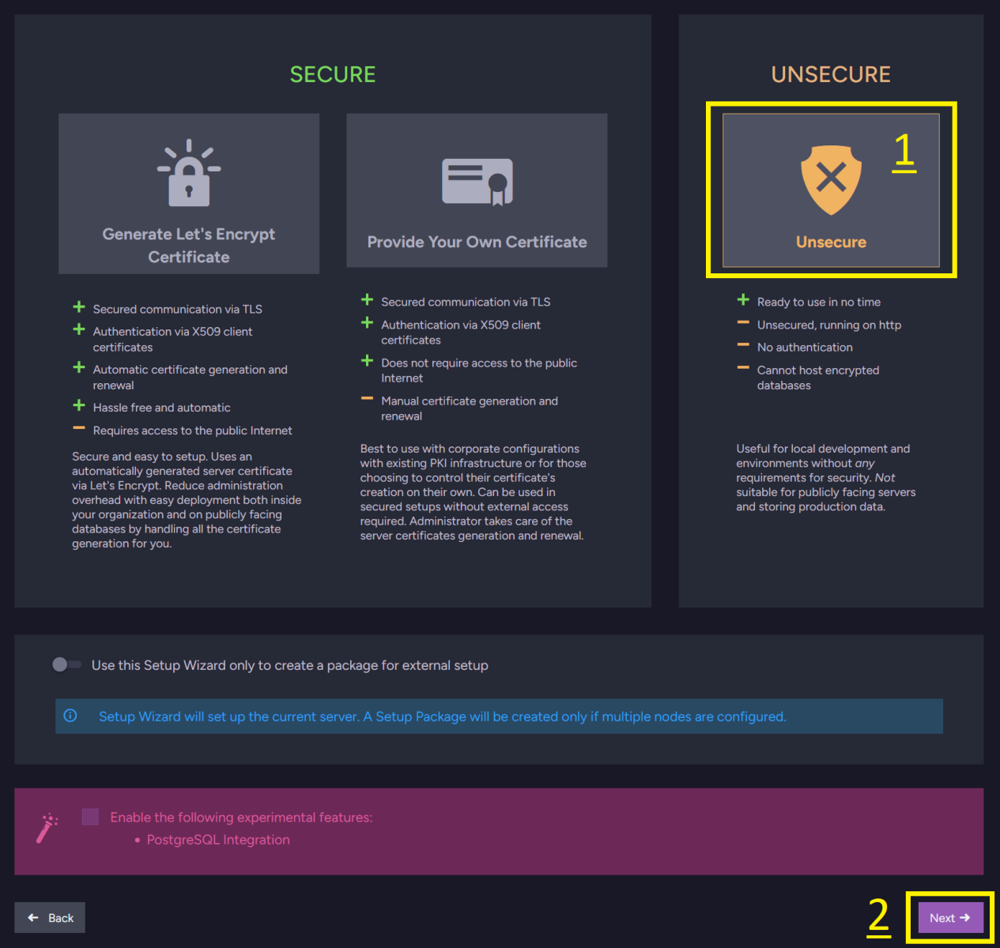 SECURE
Generate Let's Encrypt
Certificate
Secured communication via TLS
Authentication via X509 client
certificates
Automatic certificate generation and
renewal
Hassle free and automatic
Requires access to the public Internet
Secure and easy to setup. Uses an
automatically generated server certificate
via Let's Encrypt. Reduce administration
overhead with easy deployment both inside
your organization and on publicly facing
databases by handling all the certificate
generation for you.
Provide Your Own Certificate
Secured communication via TLS
Authentication via X509 client
certificates
Does not require access to the public
Internet
Manual certificate generation and
renewal
Best to use with corporate configurations
with existing PKI infrastructure or for those
choosing to control their certificate's
creation on their own. Can be used in
secured setups without external access
required. Administrator takes care of the
server certificates generation and renewal.
UNSECURE
1
Unsecure
Ready to use in no time
Unsecured, running on http
No authentication
Cannot host encrypted
databases
Useful for local development and
environments without any
requirements for security. Not
suitable for publicly facing servers
and storing production data.
Use this Setup Wizard only to create a package for external setup
Setup Wizard will set up the current server. A Setup Package will be created only if multiple nodes are configured.
Enable the following experimental features:
• PostgreSQL Integration
Back
2
Next